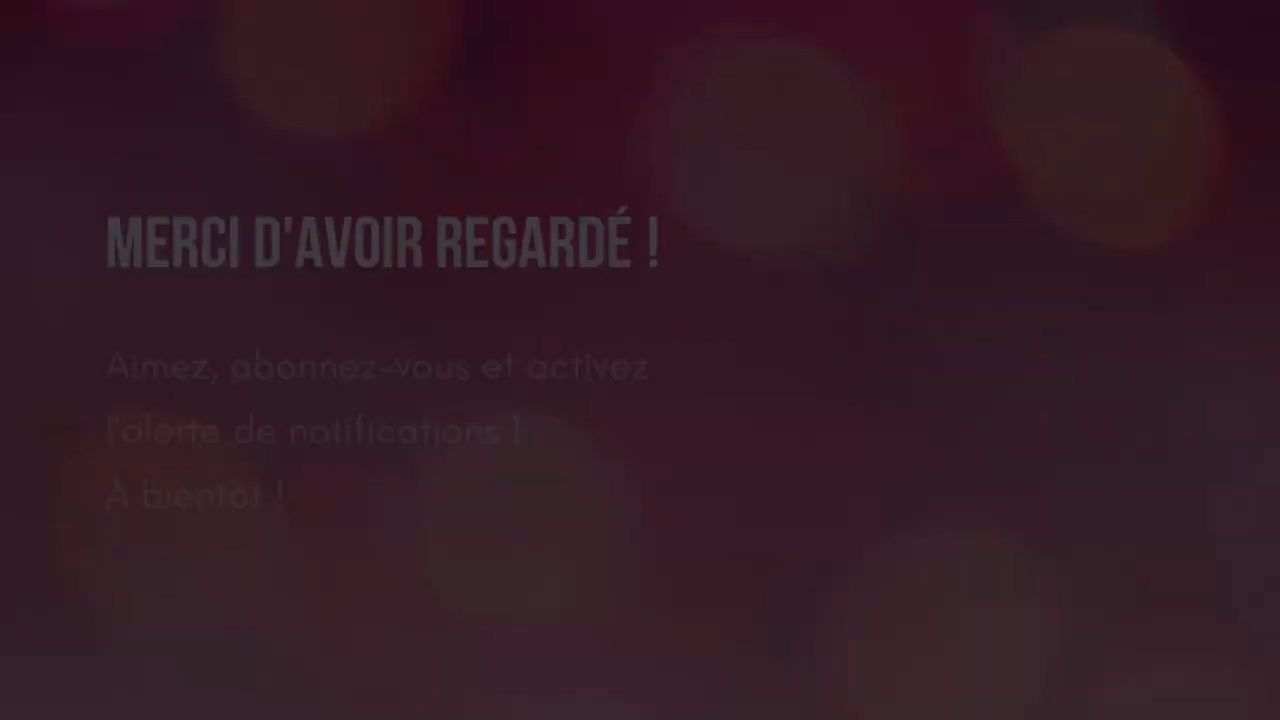 MERCI D'AVOIR REGARDÉ !
Aimez, abonnez-vous et activez
l'alerte de notifications !
À bientôt !